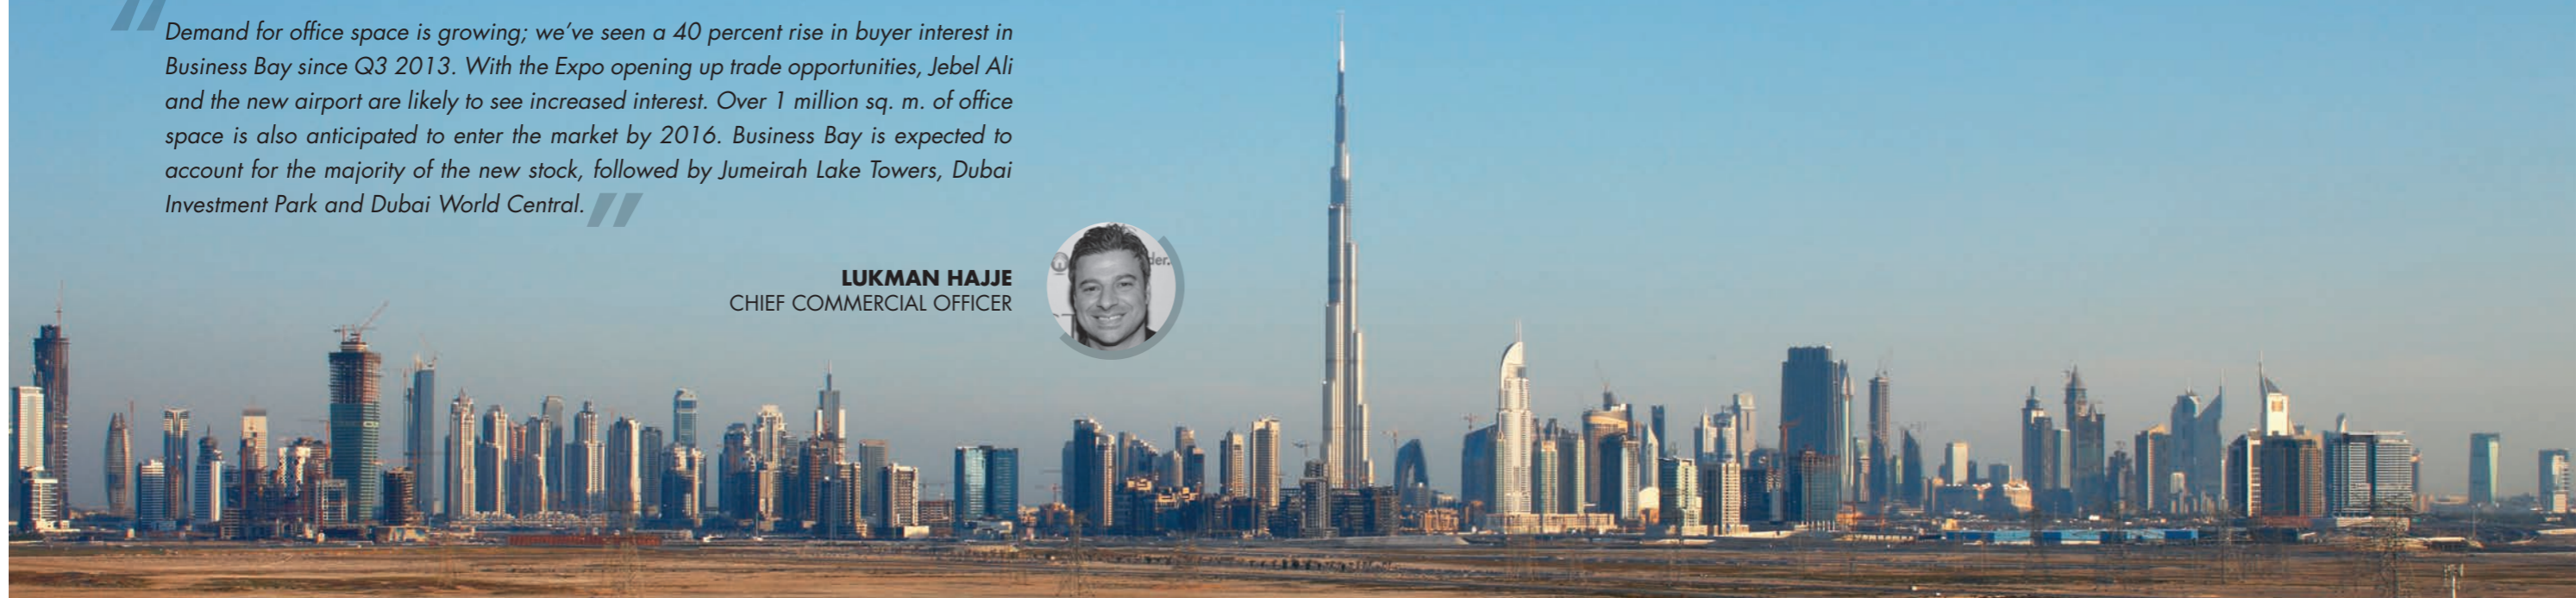 "Demand for office space is growing; we've seen a 40 percent rise in buyer interest in
Business Bay since Q3 2013. With the Expo opening up trade opportunities, Jebel Ali
and the new airport are likely to see increased interest. Over 1 million sq. m. of office
space is also anticipated to enter the market by 2016. Business Bay is expected to
account for the majority of the new stock, followed by Jumeirah Lake Towers, Dubai
Investment Park and Dubai World Central."
der.
LUKMAN HAJJE
CHIEF COMMERCIAL OFFICER